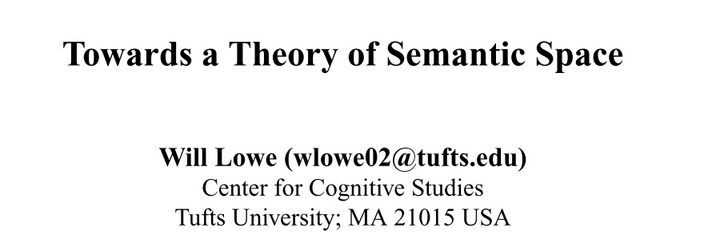 Towards a Theory of Semantic Space
Will Lowe (wlowe02@tufts.edu)
Center for Cognitive Studies
Tufts University; MA 21015 USA